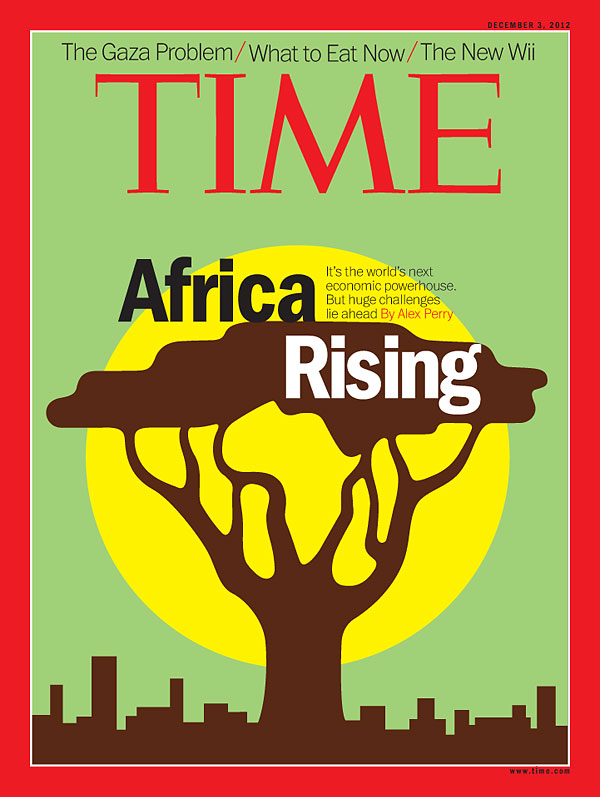 DECEMBER 3, 2012
The Gaza Problem/What to Eat Now/The New Wii
TIME
Africa
It's the world's next
economic powerhouse.
But huge challenges
lie ahead By Alex Perry
Rising
www.time.com